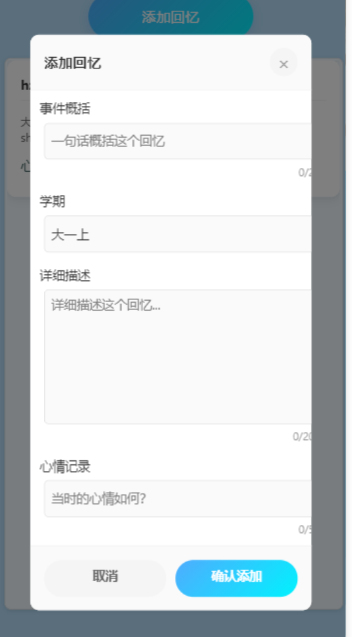 添加回忆
添加回忆
×
事件概括
一句话概括这个回忆
0/2
学期
大一上
详细描述
详细描述这个回忆...
0/20
心情记录
当时的心情如何？
0/5
取消
确认添加
h
大
sh
心